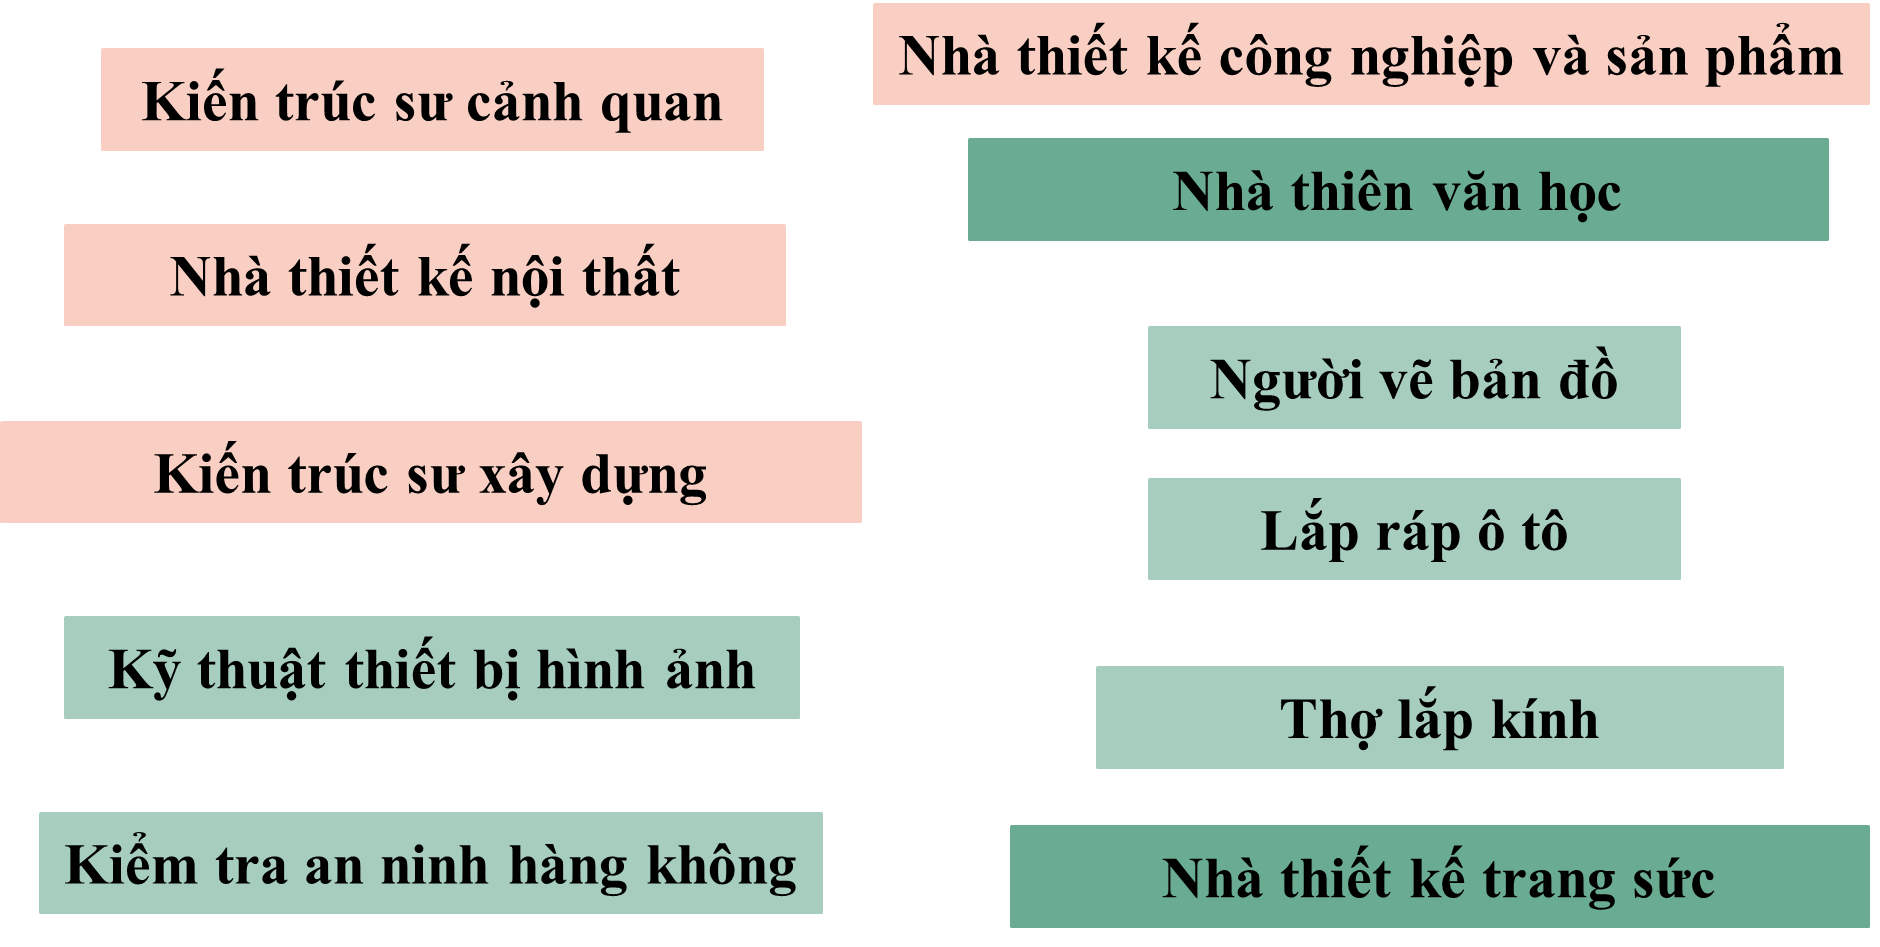 Kiến trúc sư cảnh quan
Nhà thiết kế nội thất
Kiến trúc sư xây dựng
Kỹ thuật thiết bị hình ảnh
Kiểm tra an ninh hàng không
Nhà thiết kế công nghiệp và sản phẩm
Nhà thiên văn học
Người vẽ bản đồ
Lắp ráp ô tô
Thợ lắp kính
Nhà thiết kế trang sức